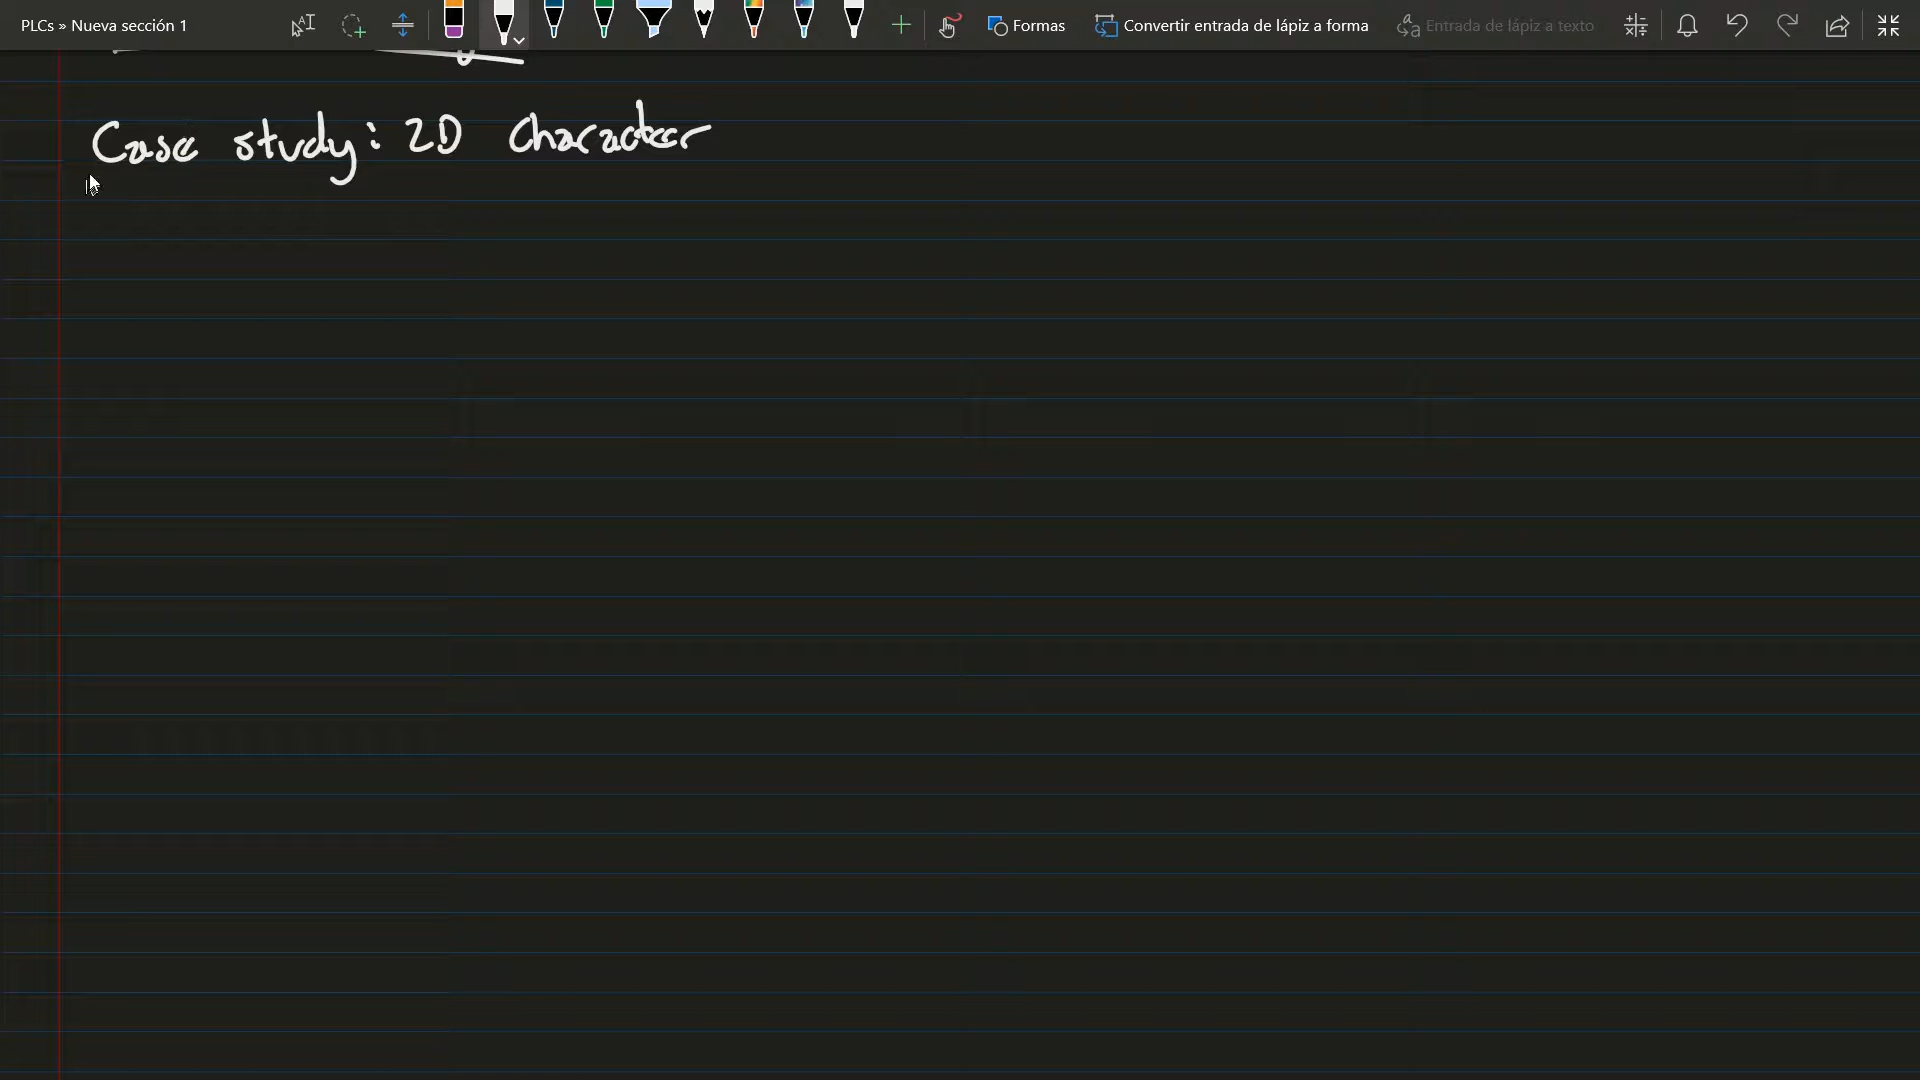 PLCs » Nueva sección 1 Formas Convertir entrada de lápiz a forma Entrada de lápiz a texto
Case study: 2D character